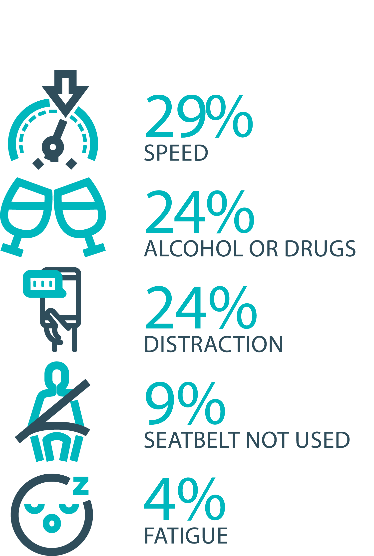 29%
SPEED
24%
ALCOHOL OR DRUGS
24%
DISTRACTION
9%
SEATBELT NOT USED
Z
4%
FATIGUE